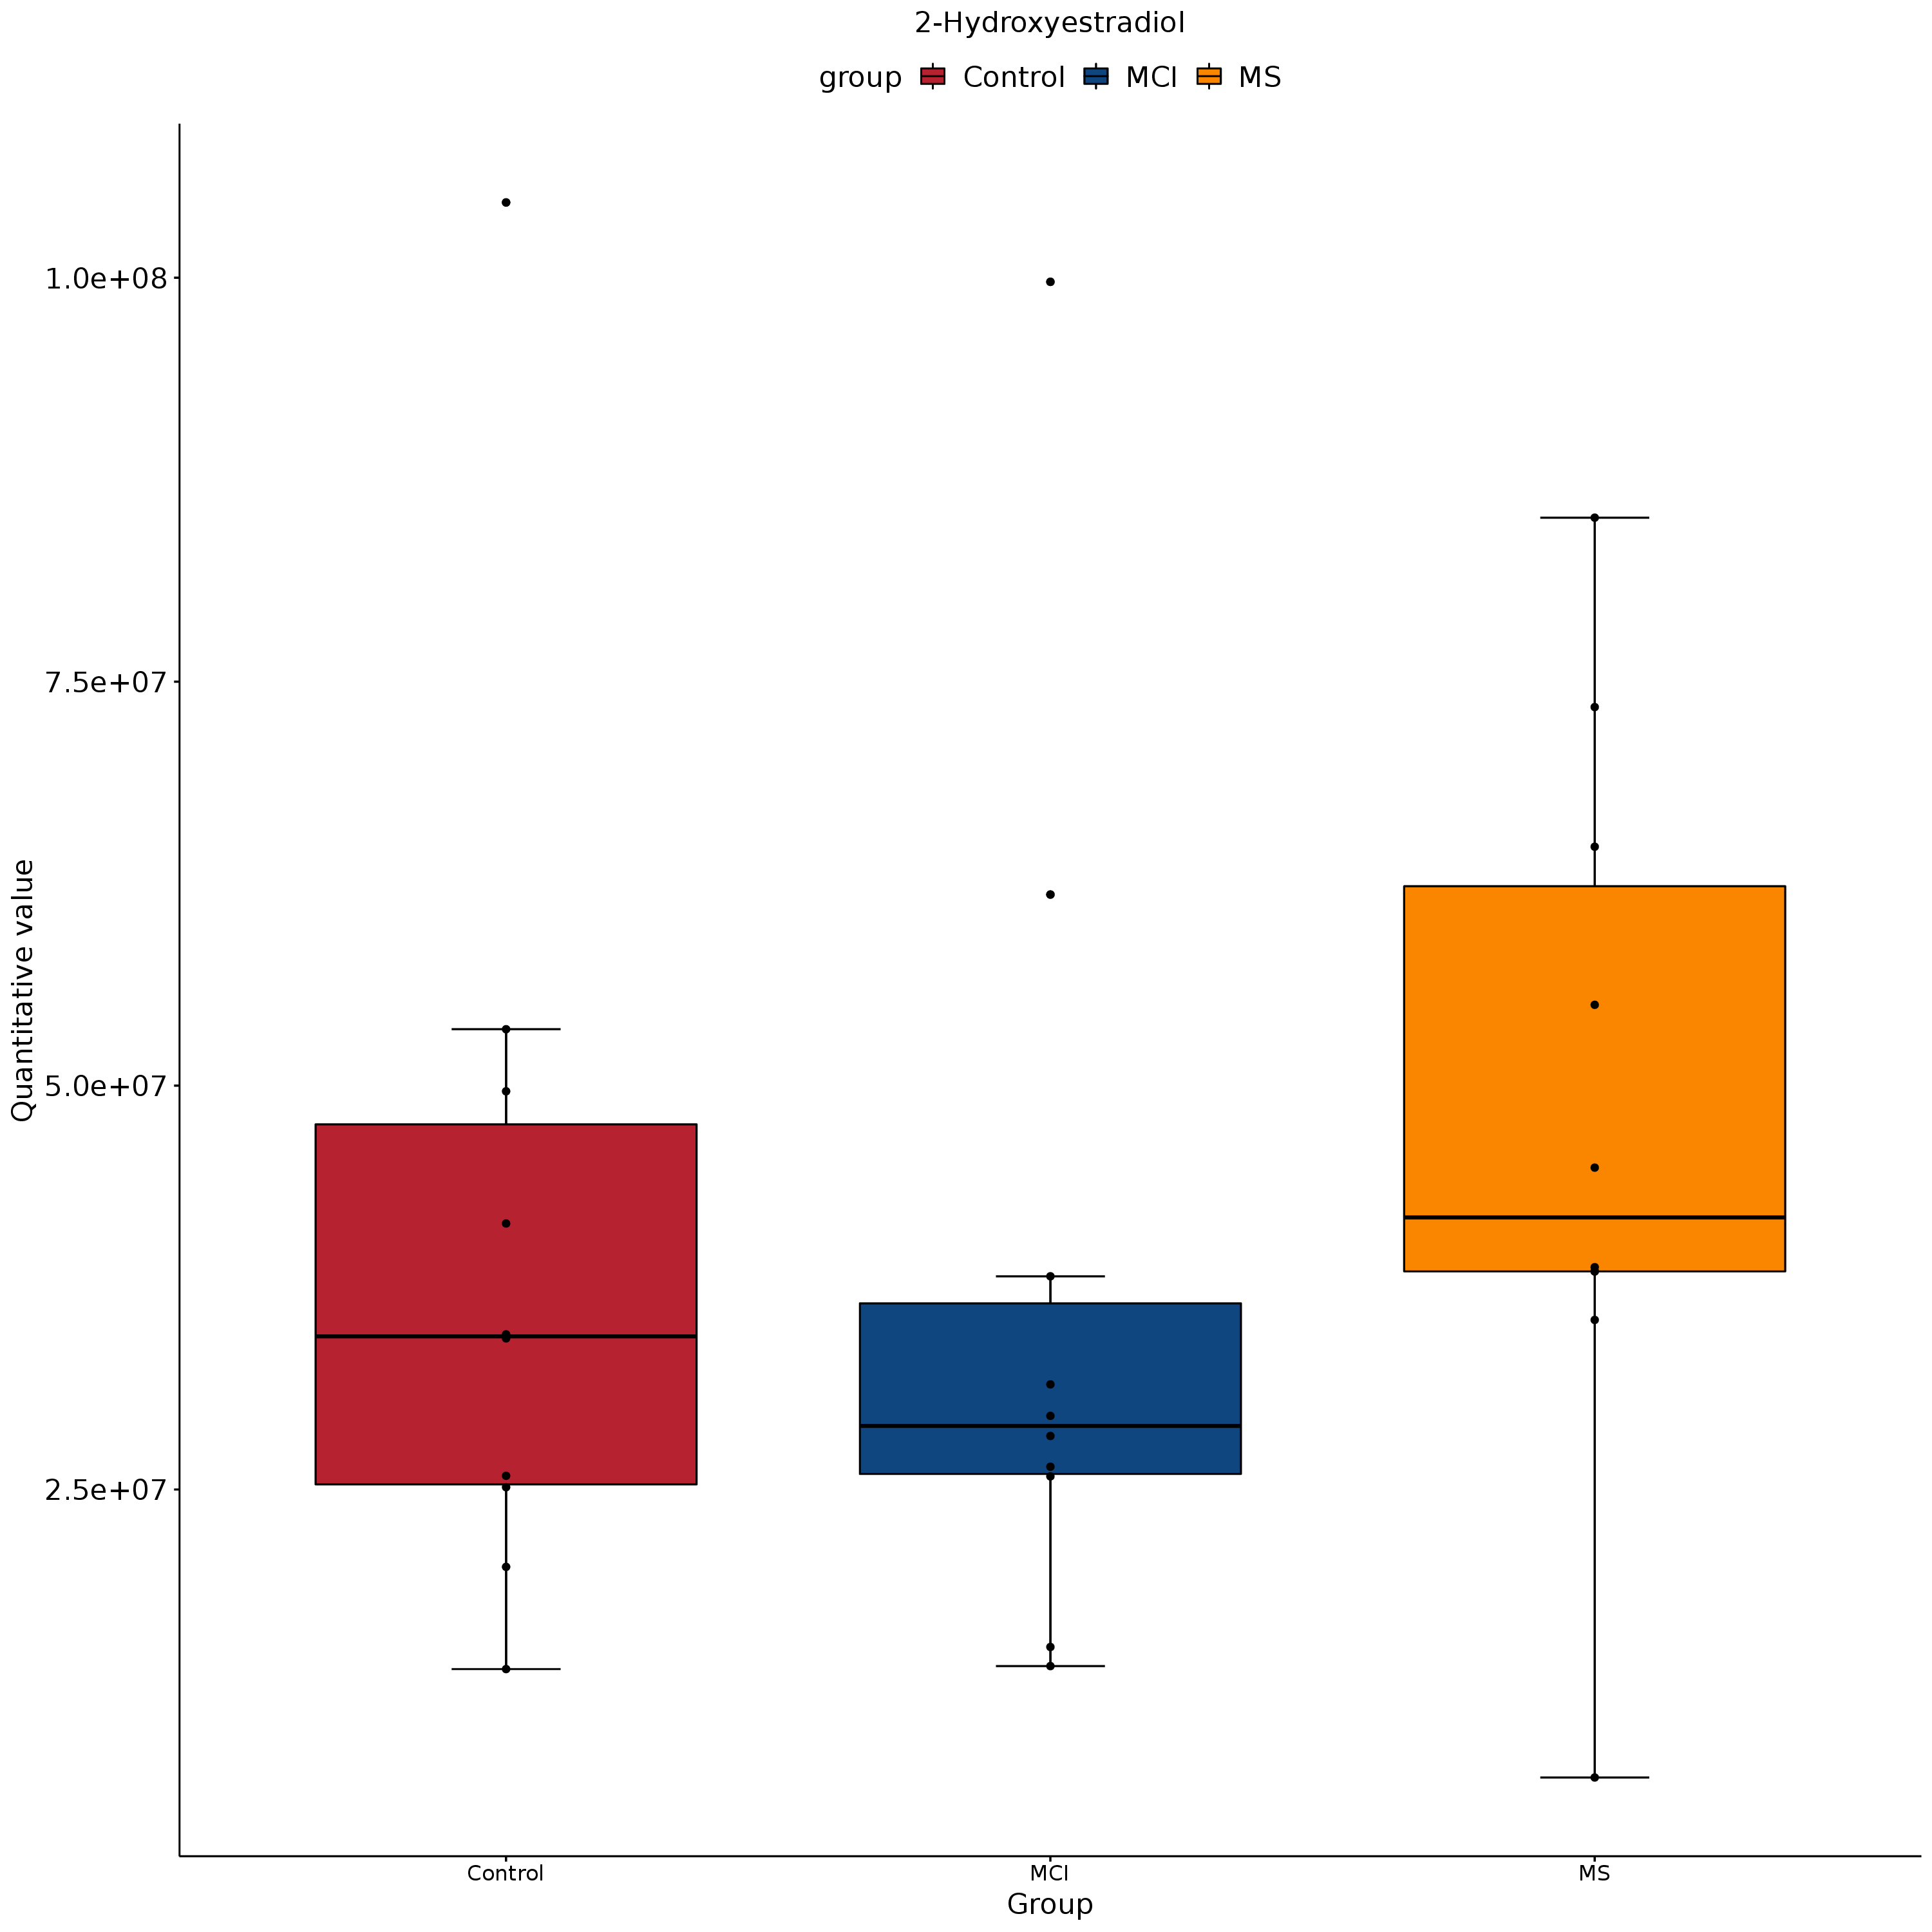 2-Hydroxyestradiol
group Control MCI MS
1.0e+08
7.5e+07
5.0e+07
2.5e+07
Quantitative value
Control MCI MS
Group